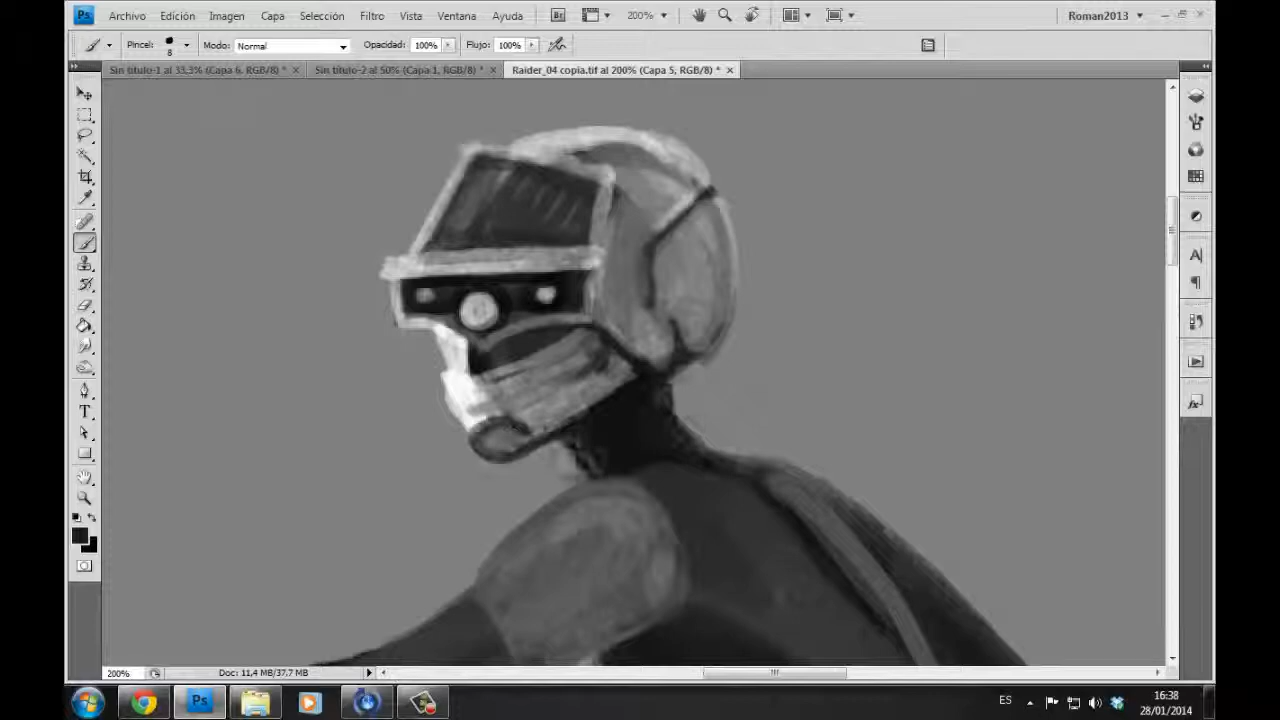 Ps Archivo Edición Imagen Capa Selección Filtro Vista Ventana Ayuda Br 200% Roman2013
Pincel: 8 Modo: Normal Opacidad: 100% Flujo: 100%
Sin título-1 al 33,3% (Capa 6, RGB/8) * Sin título-2 al 50% (Capa 1, RGB/8) * Raider_04 copia.tif al 200% (Capa 5, RGB/8) *
200% Doc: 11,4 MB/37,7 MB
Ps ES 16:38
28/01/2014